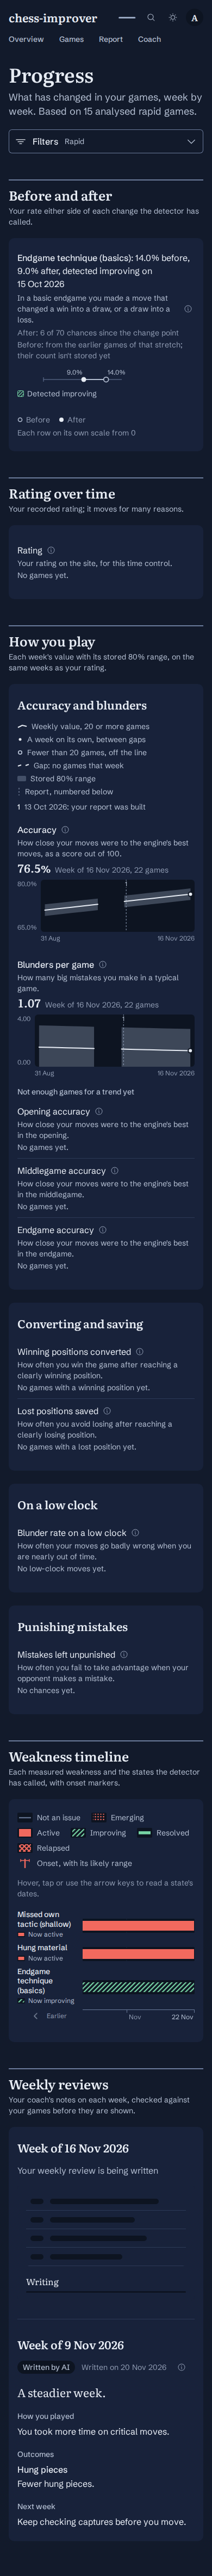 chess-improver
A
Overview Games Report Coach
Progress
What has changed in your games, week by
week. Based on 15 analysed rapid games.
Filters Rapid
Before and after
Your rate either side of each change the detector has
called.
Endgame technique (basics): 14.0% before,
9.0% after, detected improving on
15 Oct 2026
In a basic endgame you made a move that
changed a win into a draw, or a draw into a
loss.
After: 6 of 70 chances since the change point
Before: from the earlier games of that stretch;
their count isn't stored yet
9.0% 14.0%
Detected improving
Before After
Each row on its own scale from 0
Rating over time
Your recorded rating; it moves for many reasons.
Rating
Your rating on the site, for this time control.
No games yet.
How you play
Each week's value with its stored 80% range, on the
same weeks as your rating.
Accuracy and blunders
Weekly value, 20 or more games
A week on its own, between gaps
Fewer than 20 games, off the line
Gap: no games that week
Stored 80% range
Report, numbered below
1 13 Oct 2026: your report was built
Accuracy
How close your moves were to the engine's best
moves, as a score out of 100.
76.5% Week of 16 Nov 2026, 22 games
80.0%
1
65.0%
31 Aug 16 Nov 2026
Blunders per game
How many big mistakes you make in a typical
game.
1.07 Week of 16 Nov 2026, 22 games
4.00
1
0.00
31 Aug 16 Nov 2026
Not enough games for a trend yet
Opening accuracy
How close your moves were to the engine's best
in the opening.
No games yet.
Middlegame accuracy
How close your moves were to the engine's best
in the middlegame.
No games yet.
Endgame accuracy
How close your moves were to the engine's best
in the endgame.
No games yet.
Converting and saving
Winning positions converted
How often you win the game after reaching a
clearly winning position.
No games with a winning position yet.
Lost positions saved
How often you avoid losing after reaching a
clearly losing position.
No games with a lost position yet.
On a low clock
Blunder rate on a low clock
How often your moves go badly wrong when you
are nearly out of time.
No low-clock moves yet.
Punishing mistakes
Mistakes left unpunished
How often you fail to take advantage when your
opponent makes a mistake.
No chances yet.
Weakness timeline
Each measured weakness and the states the detector
has called, with onset markers.
Not an issue Emerging
Active Improving Resolved
Relapsed
Onset, with its likely range
Hover, tap or use the arrow keys to read a state's
dates.
Missed own
tactic (shallow)
Now active
Hung material
Now active
Endgame
technique
(basics)
Now improving
Earlier Nov 22 Nov
Weekly reviews
Your coach's notes on each week, checked against
your games before they are shown.
Week of 16 Nov 2026
Your weekly review is being written
Writing
Week of 9 Nov 2026
Written by AI Written on 20 Nov 2026
A steadier week.
How you played
You took more time on critical moves.
Outcomes
Hung pieces
Fewer hung pieces.
Next week
Keep checking captures before you move.